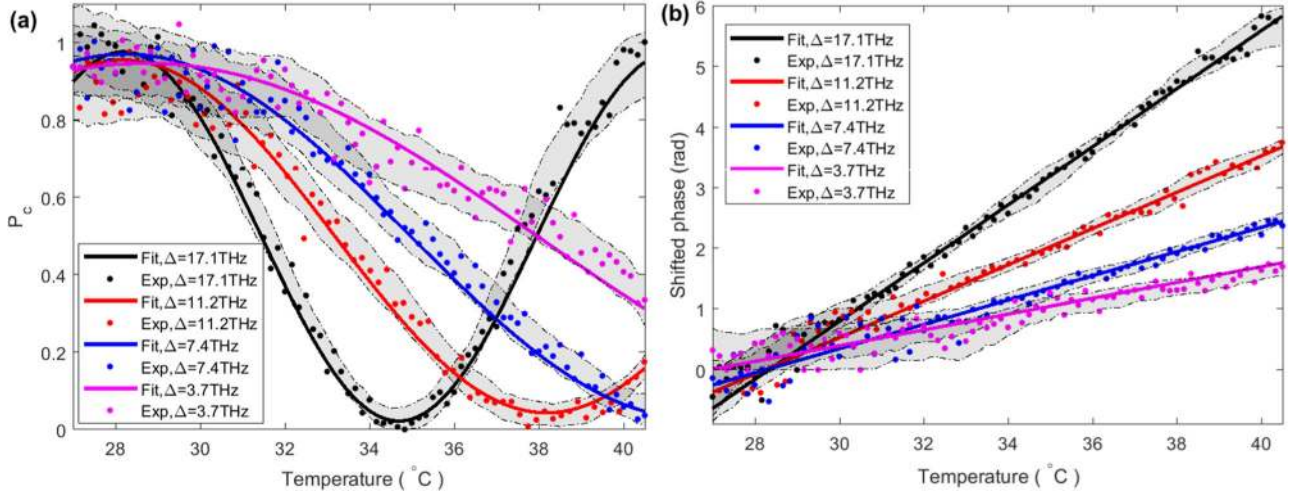 (a)
1
0.8
0.6
0.4
0.2
0
P_c
Fit,Δ=17.1THz
Exp,Δ=17.1THz
Fit,Δ=11.2THz
Exp,Δ=11.2THz
Fit,Δ=7.4THz
Exp,Δ=7.4THz
Fit,Δ=3.7THz
Exp,Δ=3.7THz
28 30 32 34 36 38 40
Temperature ( °C )
(b)
6
5
4
3
2
1
0
Shifted phase (rad)
Fit,Δ=17.1THz
Exp,Δ=17.1THz
Fit,Δ=11.2THz
Exp,Δ=11.2THz
Fit,Δ=7.4THz
Exp,Δ=7.4THz
Fit,Δ=3.7THz
Exp,Δ=3.7THz
28 30 32 34 36 38 40
Temperature ( °C )